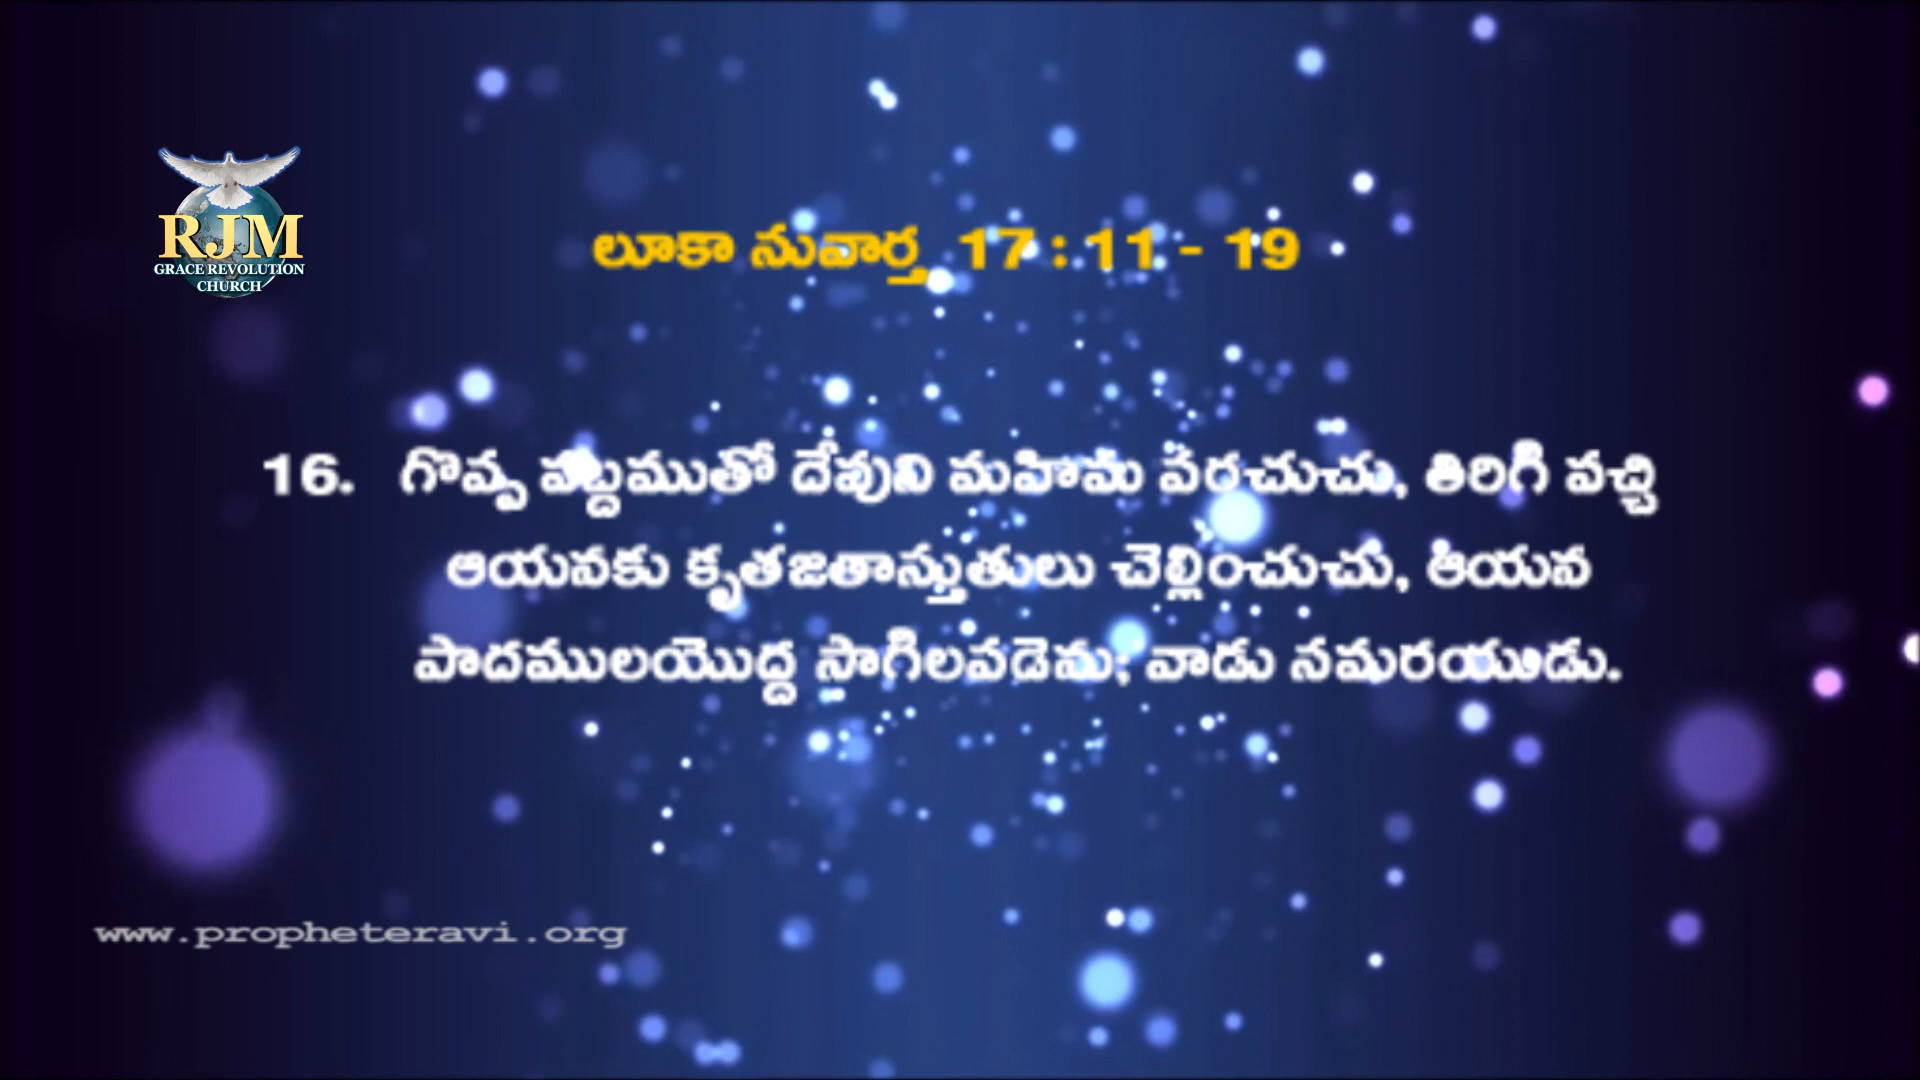 RJM
GRACE REVOLUTION
CHURCH
లూకా సువార్త 17 : 11 - 19
16. గొప్ప శబ్దముతో దేవుని మహిమ పరచుచు, తిరిగి వచ్చి
ఆయనకు కృతజ్ఞతాస్తుతులు చెల్లించుచు, ఆయన
పాదములయొద్ద సాగిలపడెను; వాడు సమరయుడు.
www.propheteravi.org